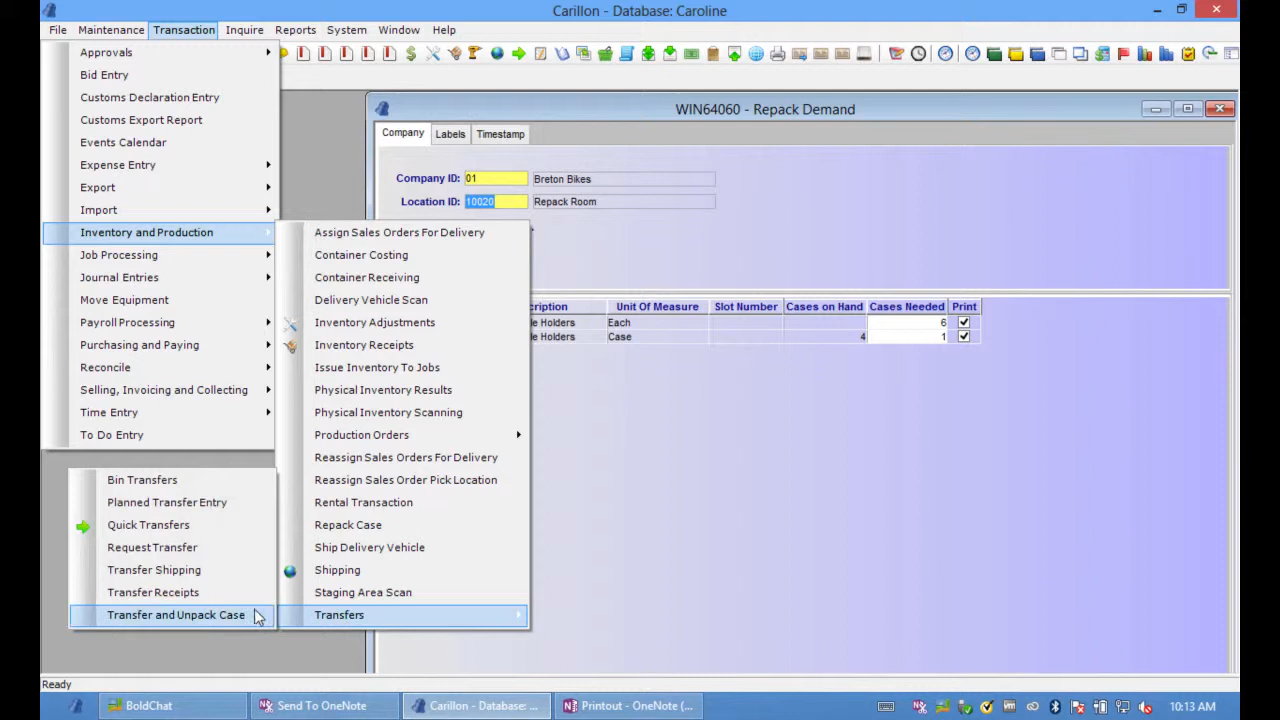 Carillon - Database: Caroline
File Maintenance Transaction Inquire Reports System Window Help
Approvals
Bid Entry
Customs Declaration Entry
Customs Export Report
Events Calendar
Expense Entry
Export
Import
Inventory and Production
Job Processing
Journal Entries
Move Equipment
Payroll Processing
Purchasing and Paying
Reconcile
Selling, Invoicing and Collecting
Time Entry
To Do Entry
Assign Sales Orders For Delivery
Container Costing
Container Receiving
Delivery Vehicle Scan
Inventory Adjustments
Inventory Receipts
Issue Inventory To Jobs
Physical Inventory Results
Physical Inventory Scanning
Production Orders
Reassign Sales Orders For Delivery
Reassign Sales Order Pick Location
Rental Transaction
Repack Case
Ship Delivery Vehicle
Shipping
Staging Area Scan
Transfers
Bin Transfers
Planned Transfer Entry
Quick Transfers
Request Transfer
Transfer Shipping
Transfer Receipts
Transfer and Unpack Case
WIN64060 - Repack Demand
Company Labels Timestamp
Company ID: 01 Breton Bikes
Location ID: 10020 Repack Room
cription Unit Of Measure Slot Number Cases on Hand Cases Needed Print
le Holders Each 6
le Holders Case 4 1
Ready
BoldChat Send To OneNote Carillon - Database: ... Printout - OneNote (... 10:13 AM